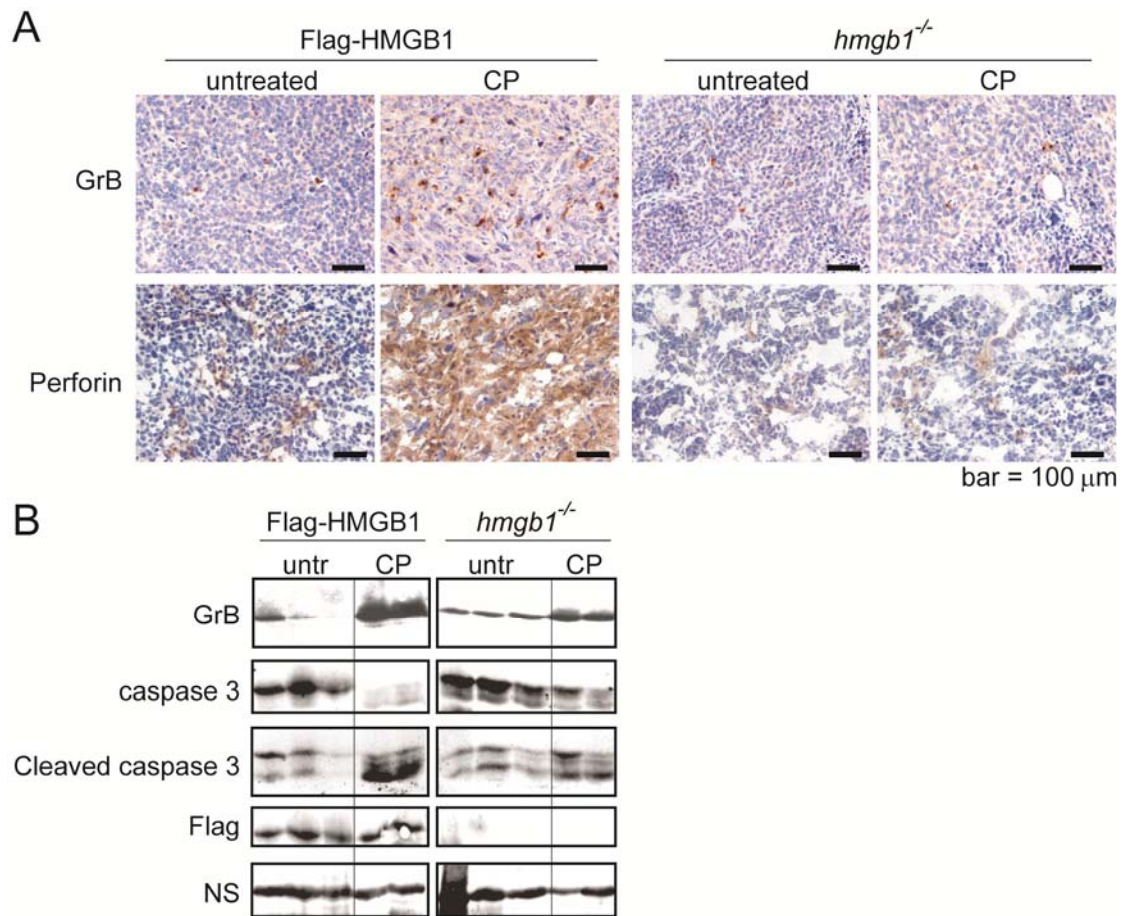 A
Flag-HMGB1 hmgb1-/-
untreated CP untreated CP
GrB
Perforin
bar = 100 μm
B
Flag-HMGB1 hmgb1-/-
untr CP untr CP
GrB
caspase 3
Cleaved caspase 3
Flag
NS